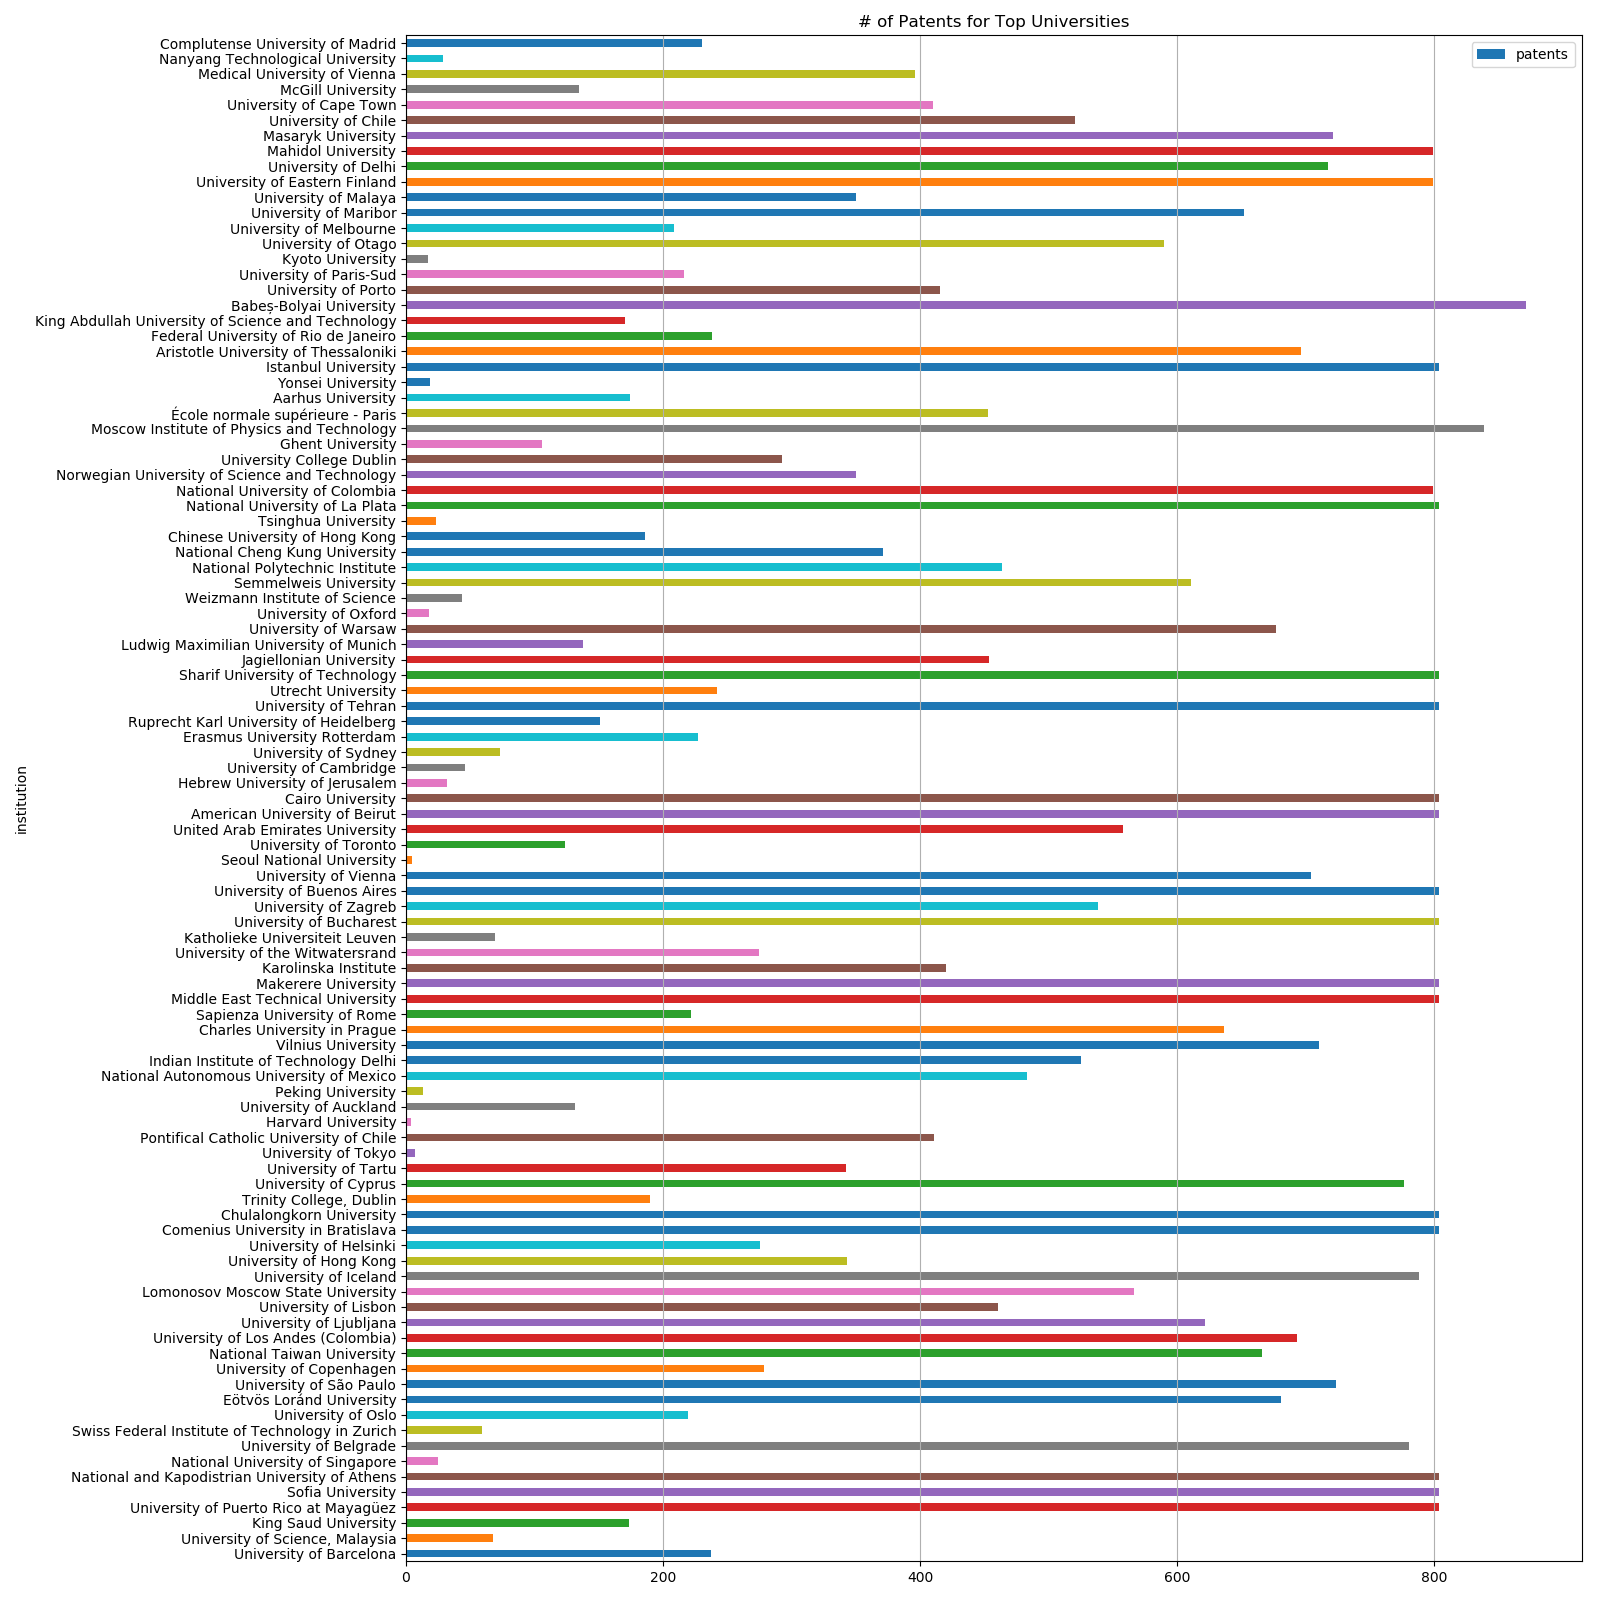 # of Patents for Top Universities
patents
Complutense University of Madrid
Nanyang Technological University
Medical University of Vienna
McGill University
University of Cape Town
University of Chile
Masaryk University
Mahidol University
University of Delhi
University of Eastern Finland
University of Malaya
University of Maribor
University of Melbourne
University of Otago
Kyoto University
University of Paris-Sud
University of Porto
Babeș-Bolyai University
King Abdullah University of Science and Technology
Federal University of Rio de Janeiro
Aristotle University of Thessaloniki
Istanbul University
Yonsei University
Aarhus University
École normale supérieure - Paris
Moscow Institute of Physics and Technology
Ghent University
University College Dublin
Norwegian University of Science and Technology
National University of Colombia
National University of La Plata
Tsinghua University
Chinese University of Hong Kong
National Cheng Kung University
National Polytechnic Institute
Semmelweis University
Weizmann Institute of Science
University of Oxford
University of Warsaw
Ludwig Maximilian University of Munich
Jagiellonian University
Sharif University of Technology
Utrecht University
University of Tehran
Ruprecht Karl University of Heidelberg
Erasmus University Rotterdam
University of Sydney
University of Cambridge
Hebrew University of Jerusalem
Cairo University
American University of Beirut
United Arab Emirates University
University of Toronto
Seoul National University
University of Vienna
University of Buenos Aires
University of Zagreb
University of Bucharest
Katholieke Universiteit Leuven
University of the Witwatersrand
Karolinska Institute
Makerere University
Middle East Technical University
Sapienza University of Rome
Charles University in Prague
Vilnius University
Indian Institute of Technology Delhi
National Autonomous University of Mexico
Peking University
University of Auckland
Harvard University
Pontifical Catholic University of Chile
University of Tokyo
University of Tartu
University of Cyprus
Trinity College, Dublin
Chulalongkorn University
Comenius University in Bratislava
University of Helsinki
University of Hong Kong
University of Iceland
Lomonosov Moscow State University
University of Lisbon
University of Ljubljana
University of Los Andes (Colombia)
National Taiwan University
University of Copenhagen
University of São Paulo
Eötvös Loránd University
University of Oslo
Swiss Federal Institute of Technology in Zurich
University of Belgrade
National University of Singapore
National and Kapodistrian University of Athens
Sofia University
University of Puerto Rico at Mayagüez
King Saud University
University of Science, Malaysia
University of Barcelona
institution
0 200 400 600 800